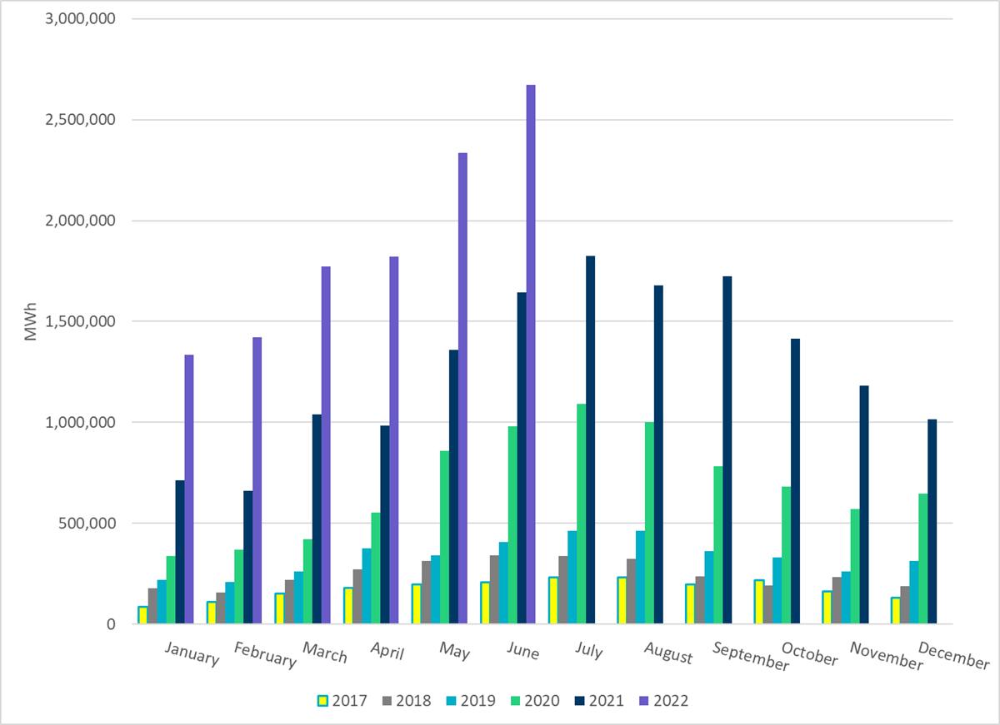 3,000,000
2,500,000
2,000,000
1,500,000
1,000,000
500,000
0
MWh
January February March April May June July August September October November December
2017 2018 2019 2020 2021 2022